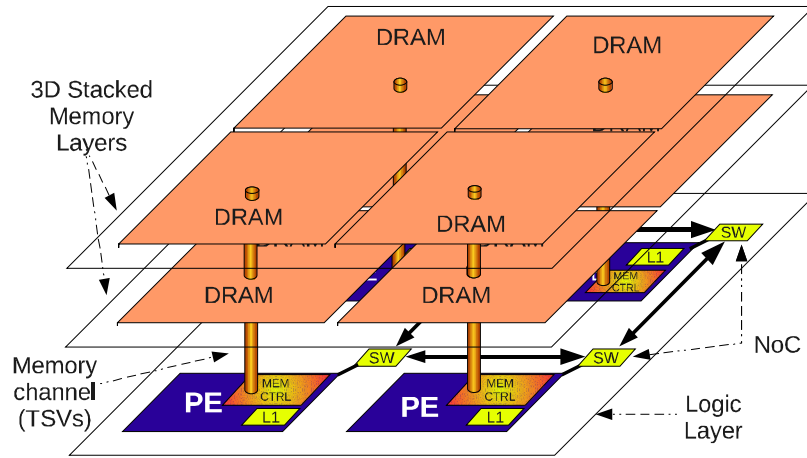 DRAM
DRAM
3D Stacked
Memory
Layers
DRAM
DRAM
SW
L1
MEM
CTRL
DRAM
DRAM
SW
SW
NoC
Memory
channel
(TSVs)
PE
MEM
CTRL
L1
PE
MEM
CTRL
L1
Logic
Layer